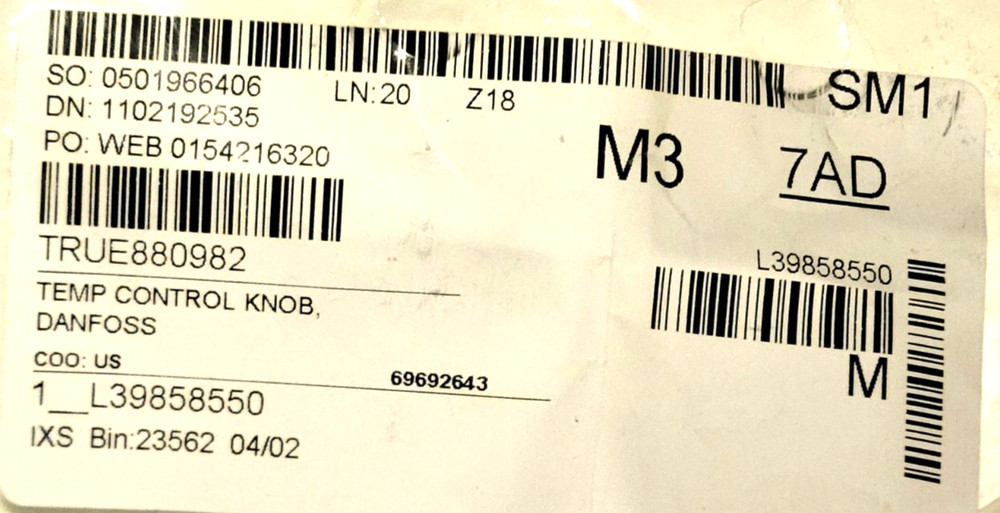 SO: 0501966406 LN:20 Z18 SM1
DN: 1102192535
PO: WEB 0154216320 M3 7AD
TRUE880982 L39858550
TEMP CONTROL KNOB,
DANFOSS
COO: US 69692643 M
1__L39858550
IXS Bin:23562 04/02